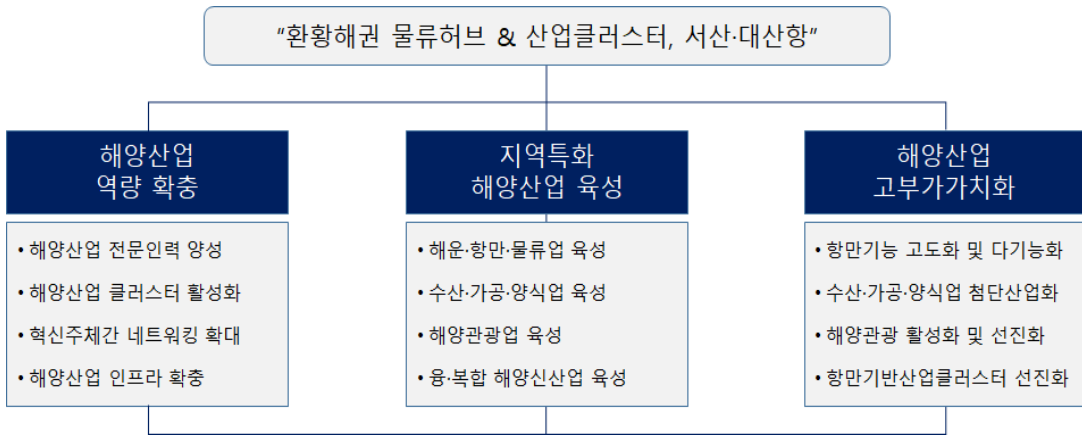 “환황해권 물류허브 & 산업클러스터, 서산·대산항”
해양산업
역량 확충
• 해양산업 전문인력 양성
• 해양산업 클러스터 활성화
• 혁신주체간 네트워킹 확대
• 해양산업 인프라 확충
지역특화
해양산업 육성
• 해운·항만·물류업 육성
• 수산·가공·양식업 육성
• 해양관광업 육성
• 융·복합 해양신산업 육성
해양산업
고부가가치화
• 항만기능 고도화 및 다기능화
• 수산·가공·양식업 첨단산업화
• 해양관광 활성화 및 선진화
• 항만기반산업클러스터 선진화